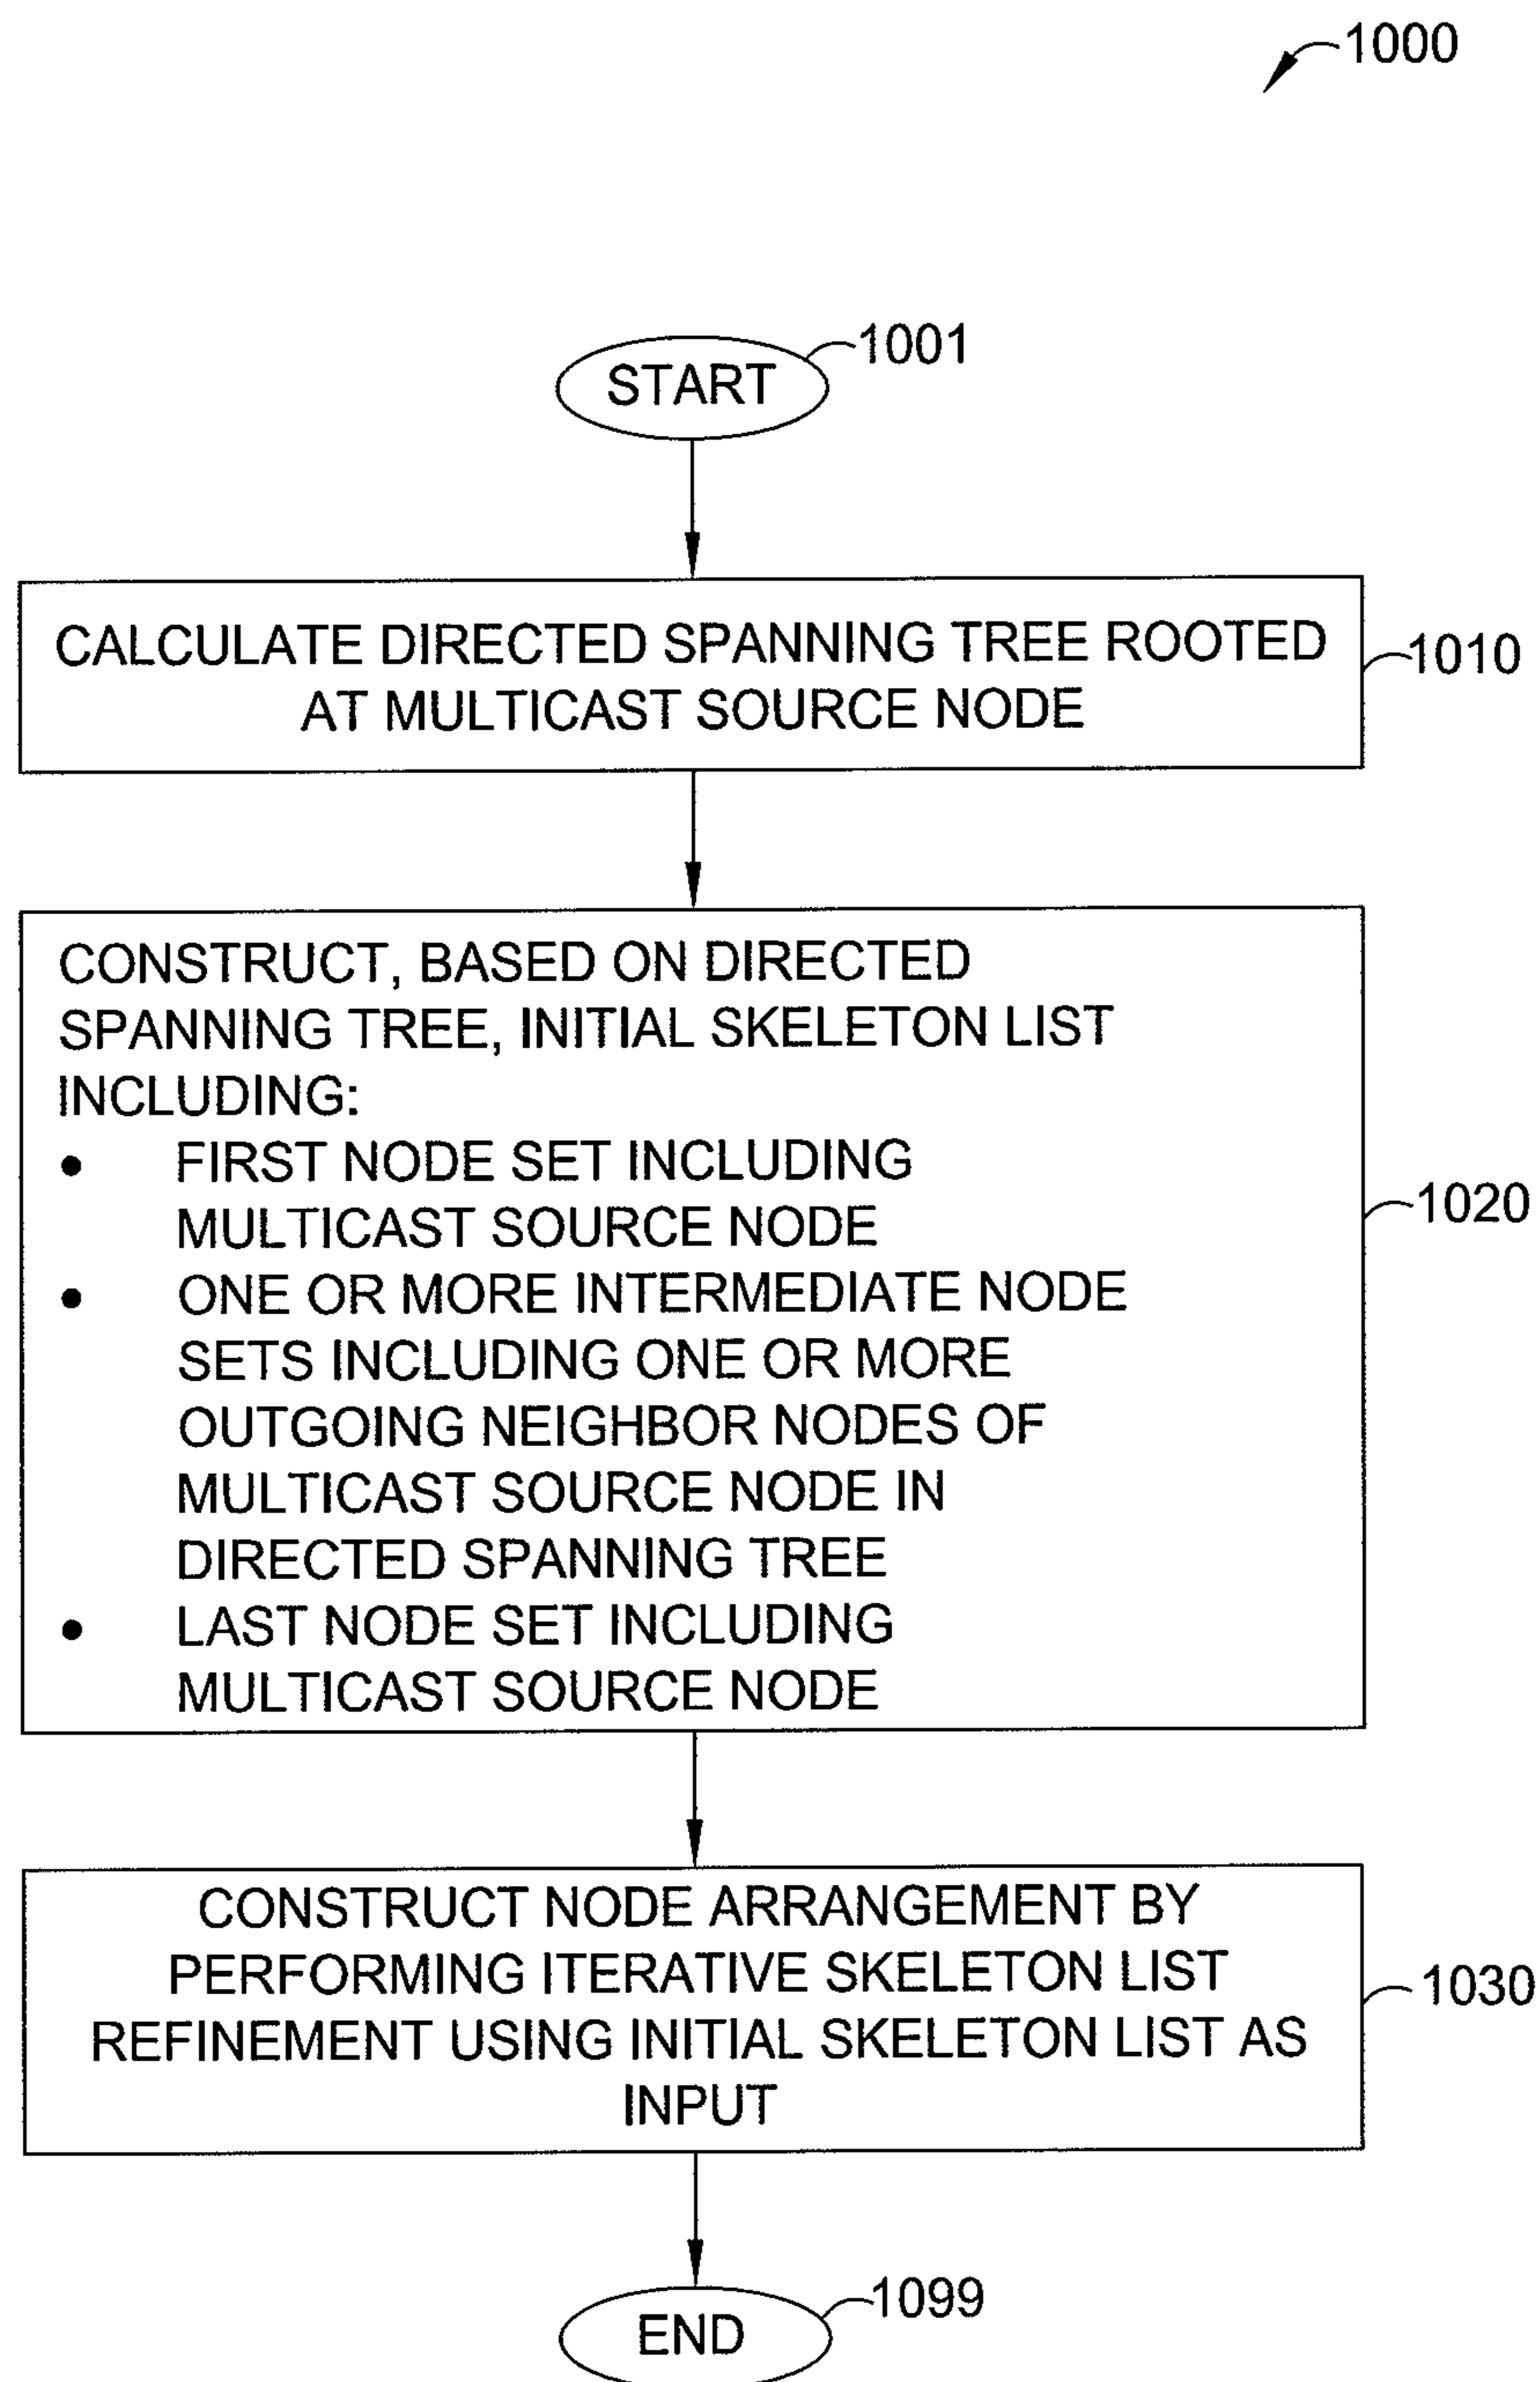 1000
START
1001
CALCULATE DIRECTED SPANNING TREE ROOTED
AT MULTICAST SOURCE NODE
1010
CONSTRUCT, BASED ON DIRECTED
SPANNING TREE, INITIAL SKELETON LIST
INCLUDING:
• FIRST NODE SET INCLUDING
MULTICAST SOURCE NODE
• ONE OR MORE INTERMEDIATE NODE
SETS INCLUDING ONE OR MORE
OUTGOING NEIGHBOR NODES OF
MULTICAST SOURCE NODE IN
DIRECTED SPANNING TREE
• LAST NODE SET INCLUDING
MULTICAST SOURCE NODE
1020
CONSTRUCT NODE ARRANGEMENT BY
PERFORMING ITERATIVE SKELETON LIST
REFINEMENT USING INITIAL SKELETON LIST AS
INPUT
1030
END
1099